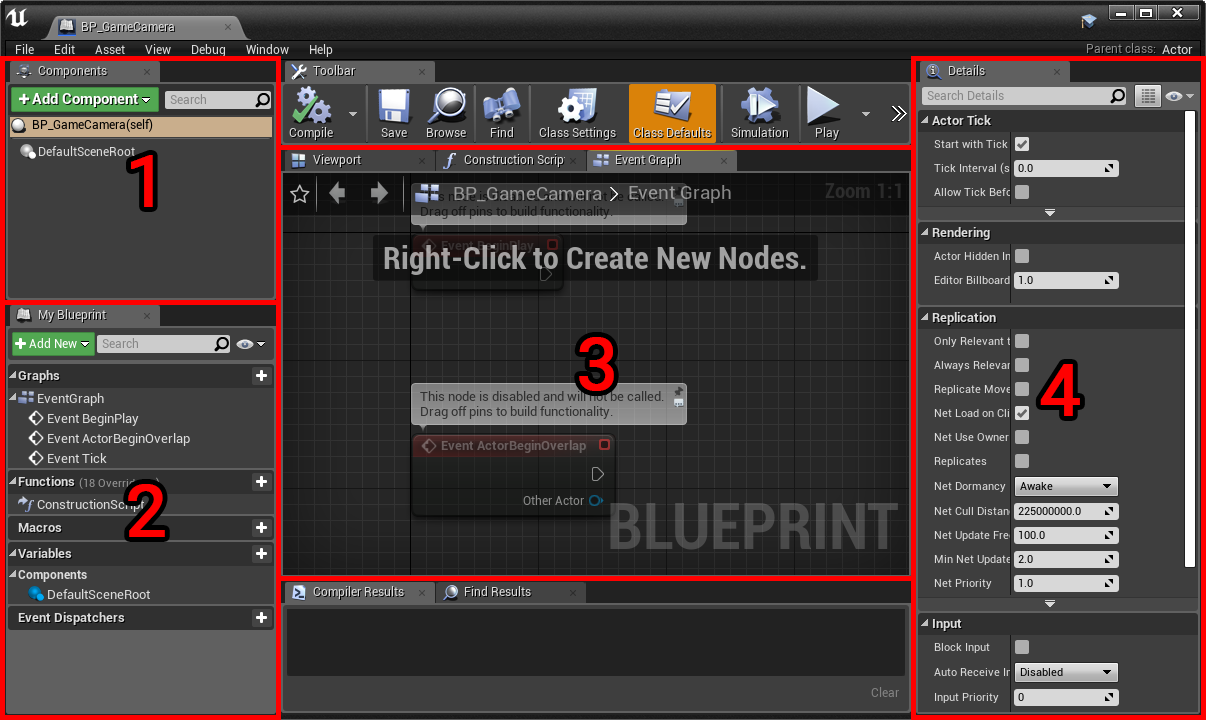 BP_GameCamera
File Edit Asset View Debug Window Help
Parent class: Actor
Components
+Add Component
Search
BP_GameCamera(self)
DefaultSceneRoot
1
My Blueprint
+Add New
Search
Graphs
EventGraph
Event BeginPlay
Event ActorBeginOverlap
Event Tick
Functions (18 Overri
ConstructionScript
Macros
Variables
Components
DefaultSceneRoot
Event Dispatchers
2
Toolbar
Compile
Save
Browse
Find
Class Settings
Class Defaults
Simulation
Play
Viewport
Construction Scrip
Event Graph
BP_GameCamera > Event Graph
Zoom 1:1
Drag off pins to build functionality.
Event BeginPlay
Right-Click to Create New Nodes.
3
This node is disabled and will not be called.
Drag off pins to build functionality.
Event ActorBeginOverlap
Other Actor
BLUEPRINT
Compiler Results
Find Results
Clear
Details
Search Details
Actor Tick
Start with Tick
Tick Interval (s 0.0
Allow Tick Befo
Rendering
Actor Hidden In
Editor Billboard 1.0
Replication
Only Relevant t
Always Relevan
Replicate Move
Net Load on Cli
Net Use Owner
Replicates
Net Dormancy Awake
Net Cull Distan 225000000.0
Net Update Fre 100.0
Min Net Update 2.0
Net Priority 1.0
4
Input
Block Input
Auto Receive In Disabled
Input Priority 0